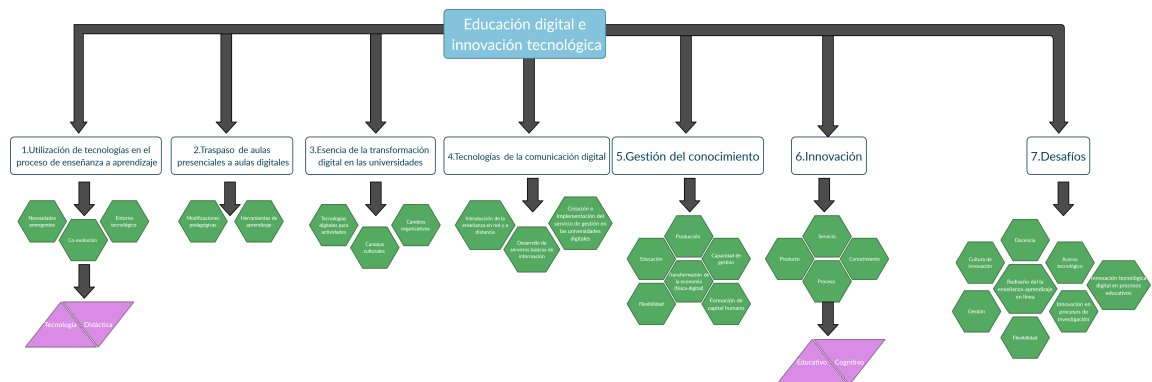 Educación digital e
innovación tecnológica
1.Utilización de tecnologías en el
proceso de enseñanza a aprendizaje
2.Traspaso de aulas
presenciales a aulas digitales
3.Esencia de la transformación
digital en las universidades
4.Tecnologías de la comunicación digital
5.Gestión del conocimiento
6.Innovación
7.Desafíos
Necesidades
emergentes
Entorno
tecnológico
Co-evolución
Tecnología
Didáctica
Modificaciones
pedagógicas
Herramientas de
aprendizaje
Tecnologías
digitales para
actividades
Cambios
organizativos
Cambios
culturales
Introducción de la
enseñanza en red y a
distancia
Creación e
implementación del
servicio de gestión en
las universidades
digitales
Desarrollo de
servicios básicos de
información
Producción
Educación
Capacidad de
gestión
Transformación de
la economía
(física-digital)
Flexibilidad
Formación de
capital humano
Servicio
Producto
Conocimiento
Proceso
Educativo
Cognitivo
Docencia
Cultura de
innovación
Acervo
tecnológico
Rediseño del la
enseñanza-aprendizaje
en línea
Innovación tecnológica
digital en procesos
educativos
Gestión
Innovación en
procesos de
investigación
Flexibilidad